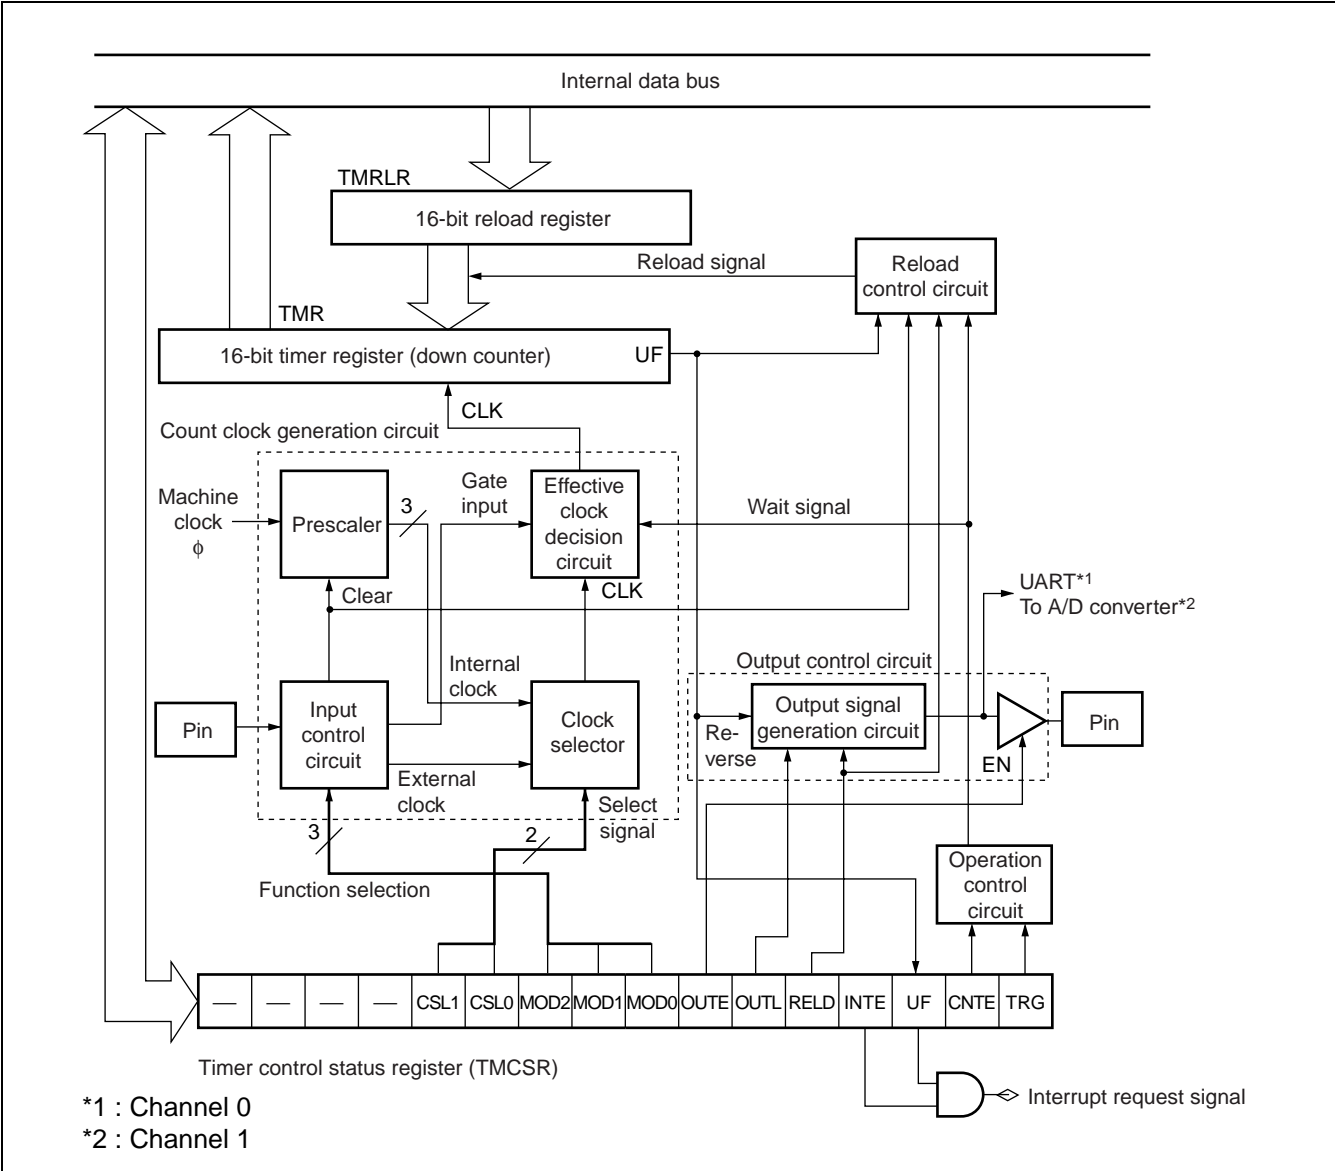 Internal data bus
TMRLR
16-bit reload register
Reload signal
Reload
control circuit
TMR
16-bit timer register (down counter)
UF
CLK
Count clock generation circuit
Machine
clock
ϕ
Prescaler
3
Gate
input
Effective
clock
decision
circuit
Wait signal
CLK
Clear
UART*1
To A/D converter*2
Output control circuit
Internal
clock
Pin
Input
control
circuit
Clock
selector
Re-
verse
Output signal
generation circuit
EN
Pin
External
clock
Select
signal
3
2
Function selection
Operation
control
circuit
— — — — CSL1 CSL0 MOD2 MOD1 MOD0 OUTE OUTL RELD INTE UF CNTE TRG
Timer control status register (TMCSR)
Interrupt request signal
*1 : Channel 0
*2 : Channel 1